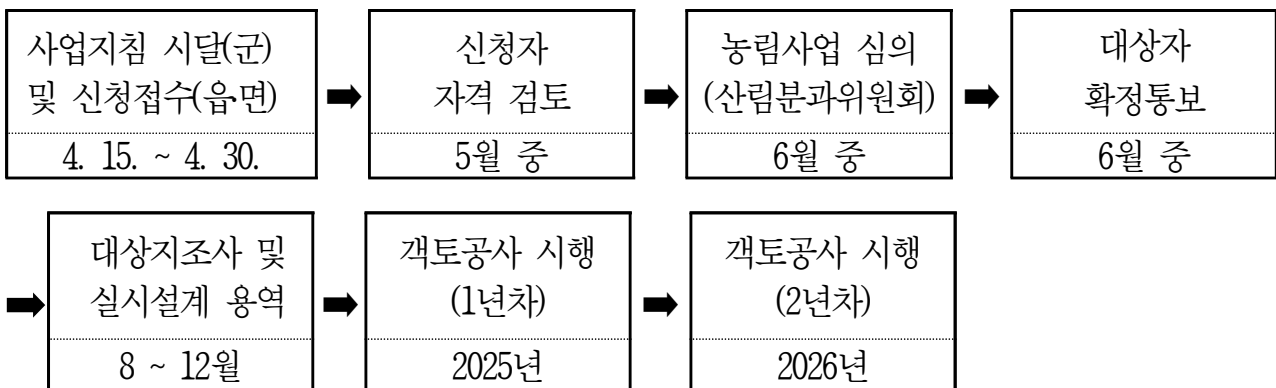 사업지침 시달(군)
및 신청접수(읍·면)
4. 15. ~ 4. 30.
신청자
자격 검토
5월 중
농림사업 심의
(산림분과위원회)
6월 중
대상자
확정통보
6월 중
대상지조사 및
실시설계 용역
8 ~ 12월
객토공사 시행
(1년차)
2025년
객토공사 시행
(2년차)
2026년